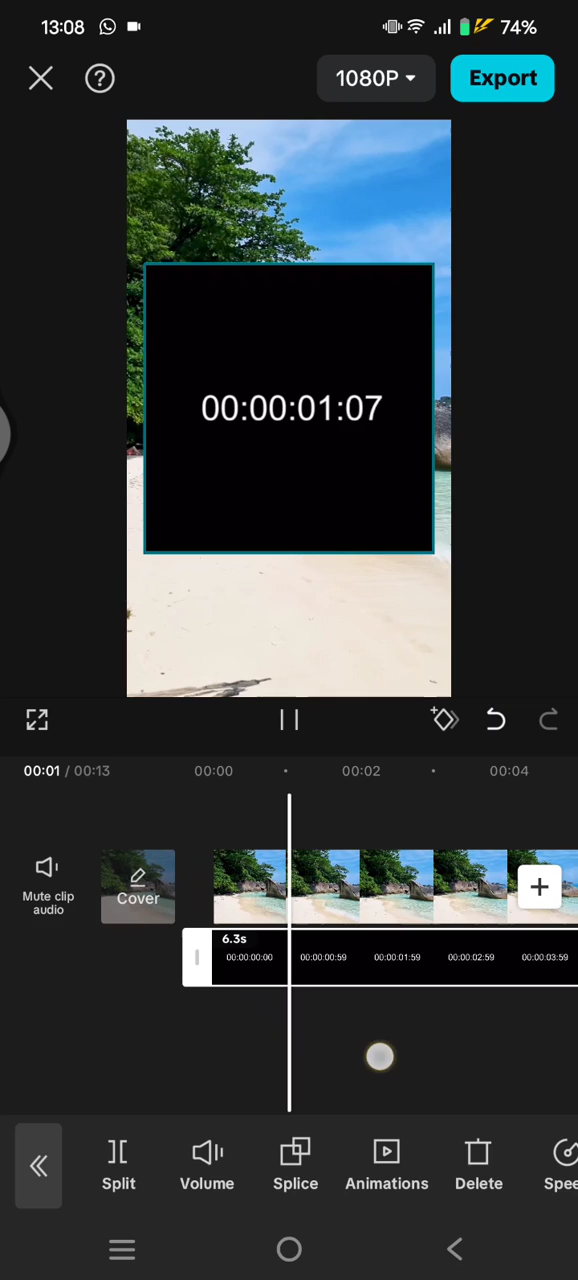 13:08 74%
1080P Export
00:00:01:07
00:01 / 00:13 00:00 00:02 00:04
Mute clip audio
Cover
6.3s
00:00:00:00 00:00:00:59 00:00:01:59 00:00:02:59 00:00:03:59
Split Volume Splice Animations Delete Spee